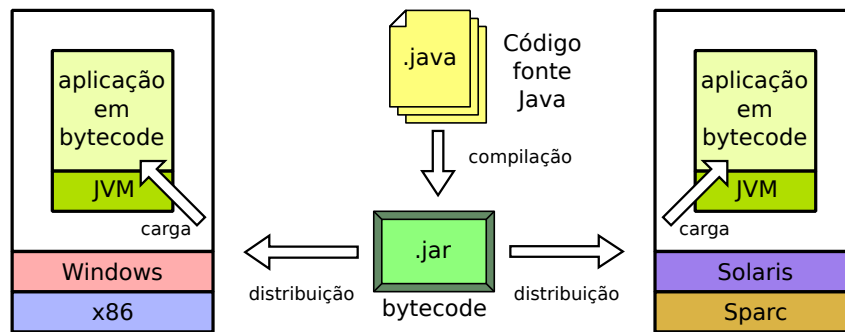 aplicação
em
bytecode
JVM
carga
Windows
x86
.java
Código
fonte
Java
compilação
.jar
bytecode
distribuição
distribuição
aplicação
em
bytecode
JVM
carga
Solaris
Sparc